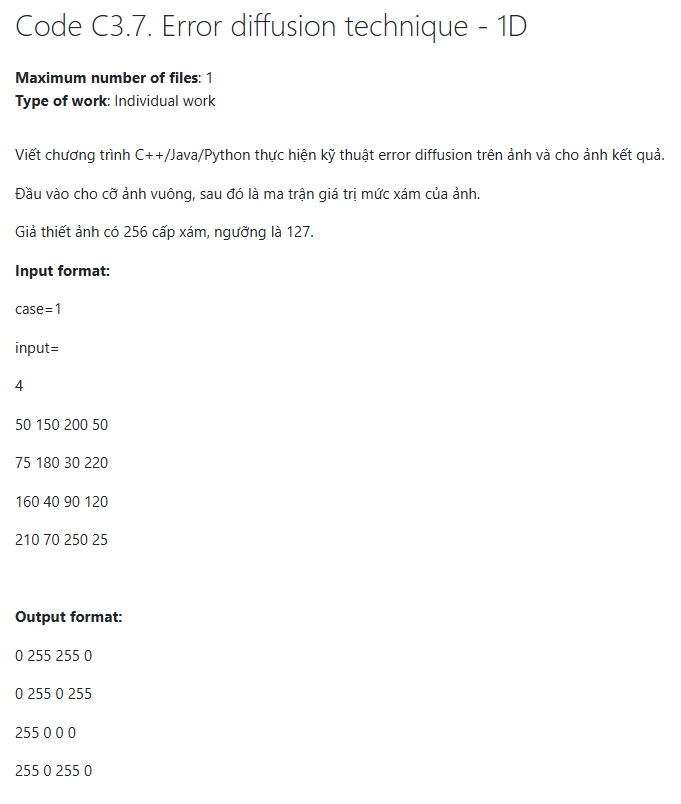 Code C3.7. Error diffusion technique - 1D
Maximum number of files: 1
Type of work: Individual work
Viết chương trình C++/Java/Python thực hiện kỹ thuật error diffusion trên ảnh và cho ảnh kết quả.
Đầu vào cho cỡ ảnh vuông, sau đó là ma trận giá trị mức xám của ảnh.
Giả thiết ảnh có 256 cấp xám, ngưỡng là 127.
Input format:
case=1
input=
4
50 150 200 50
75 180 30 220
160 40 90 120
210 70 250 25
Output format:
0 255 255 0
0 255 0 255
255 0 0 0
255 0 255 0